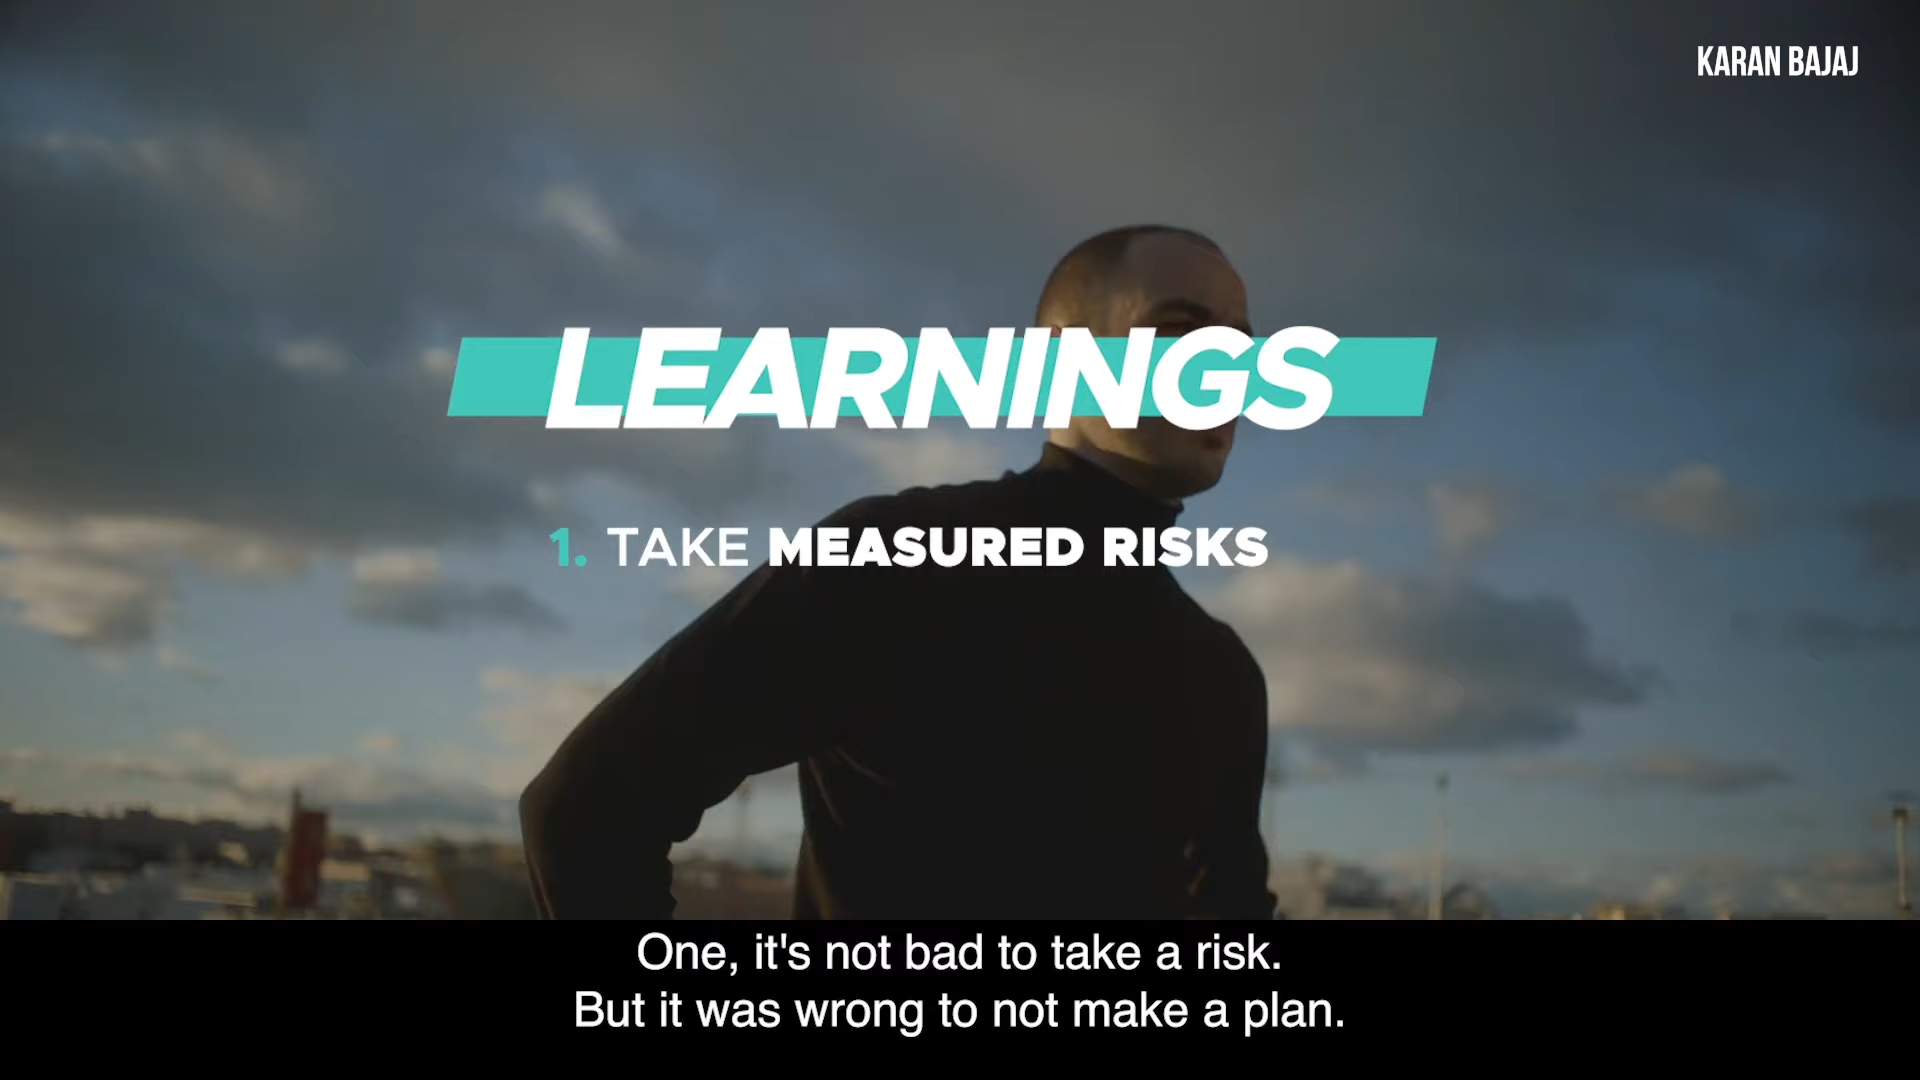 KARAN BAJAJ
LEARNINGS
1. TAKE MEASURED RISKS
One, it's not bad to take a risk.
But it was wrong to not make a plan.